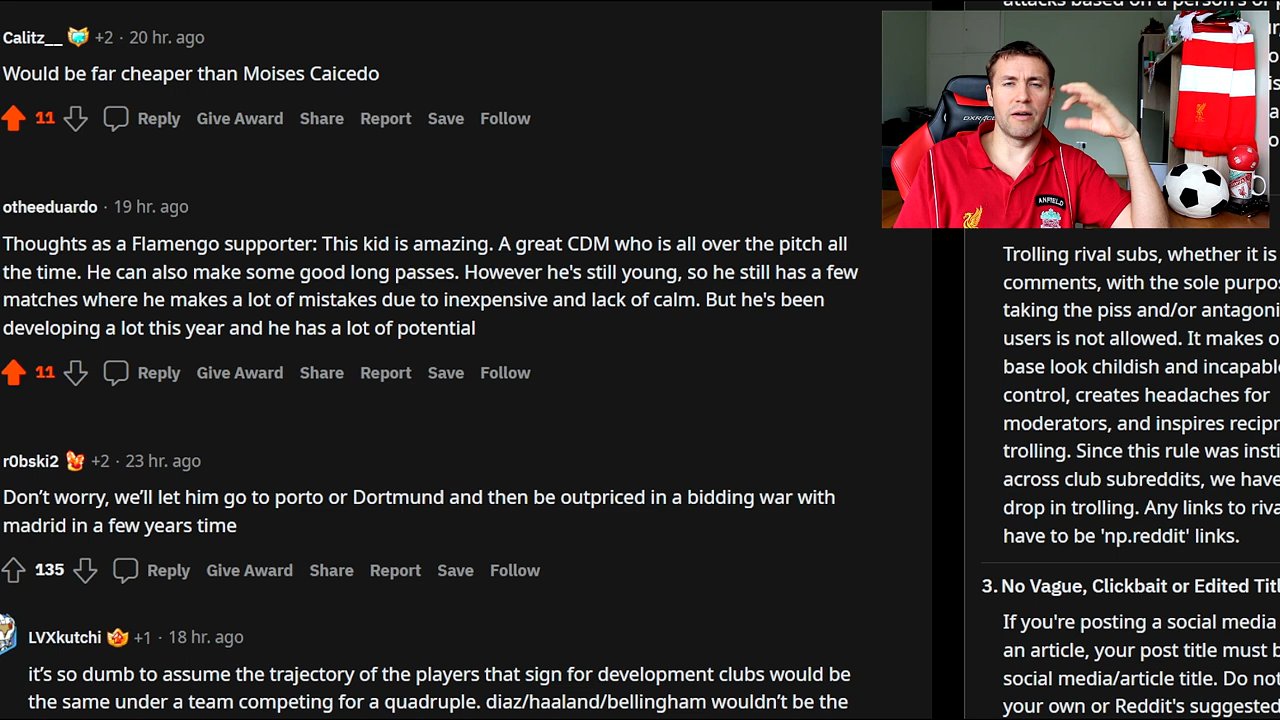 Calitz__ +2 · 20 hr. ago
Would be far cheaper than Moises Caicedo
11 Reply Give Award Share Report Save Follow
otheeduardo · 19 hr. ago
Thoughts as a Flamengo supporter: This kid is amazing. A great CDM who is all over the pitch all
the time. He can also make some good long passes. However he's still young, so he still has a few
matches where he makes a lot of mistakes due to inexpensive and lack of calm. But he's been
developing a lot this year and he has a lot of potential
11 Reply Give Award Share Report Save Follow
r0bski2 +2 · 23 hr. ago
Don't worry, we'll let him go to porto or Dortmund and then be outpriced in a bidding war with
madrid in a few years time
135 Reply Give Award Share Report Save Follow
LVXkutchi +1 · 18 hr. ago
it's so dumb to assume the trajectory of the players that sign for development clubs would be
the same under a team competing for a quadruple. diaz/haaland/bellingham wouldn't be the
DXRACER
ANFIELD
Trolling rival subs, whether it is
comments, with the sole purpos
taking the piss and/or antagoni
users is not allowed. It makes o
base look childish and incapable
control, creates headaches for
moderators, and inspires recipr
trolling. Since this rule was insti
across club subreddits, we have
drop in trolling. Any links to riva
have to be 'np.reddit' links.
3. No Vague, Clickbait or Edited Titl
If you're posting a social media
an article, your post title must b
social media/article title. Do not
your own or Reddit's suggested